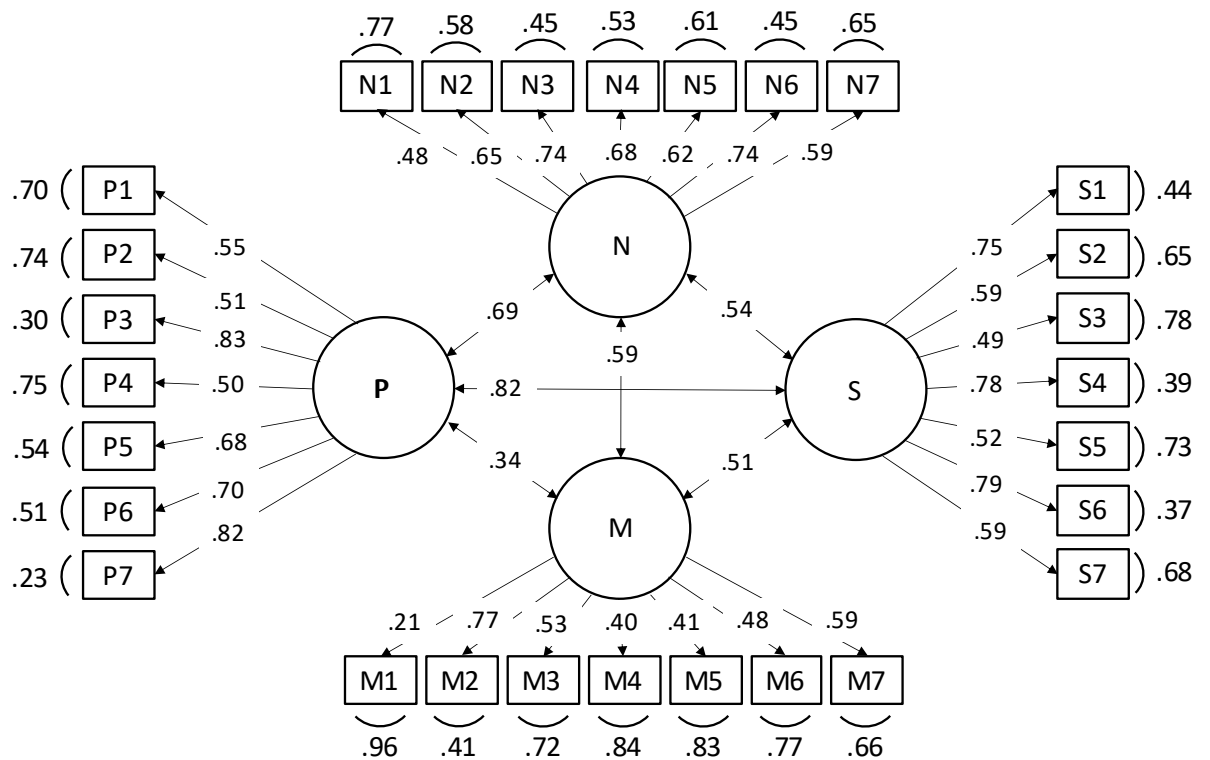 .77 .58 .45 .53 .61 .45 .65
N1 N2 N3 N4 N5 N6 N7
.48 .65 .74 .68 .62 .74 .59
.70 P1
.74 P2
.30 P3
.75 P4
.54 P5
.51 P6
.23 P7
.55
.51
.83
.50
.68
.70
.82
N
P
S
M
.69
.54
.59
.82
.34
.51
.75
.59
.49
.78
.52
.79
.59
S1 .44
S2 .65
S3 .78
S4 .39
S5 .73
S6 .37
S7 .68
.21 .77 .53 .40 .41 .48 .59
M1 M2 M3 M4 M5 M6 M7
.96 .41 .72 .84 .83 .77 .66